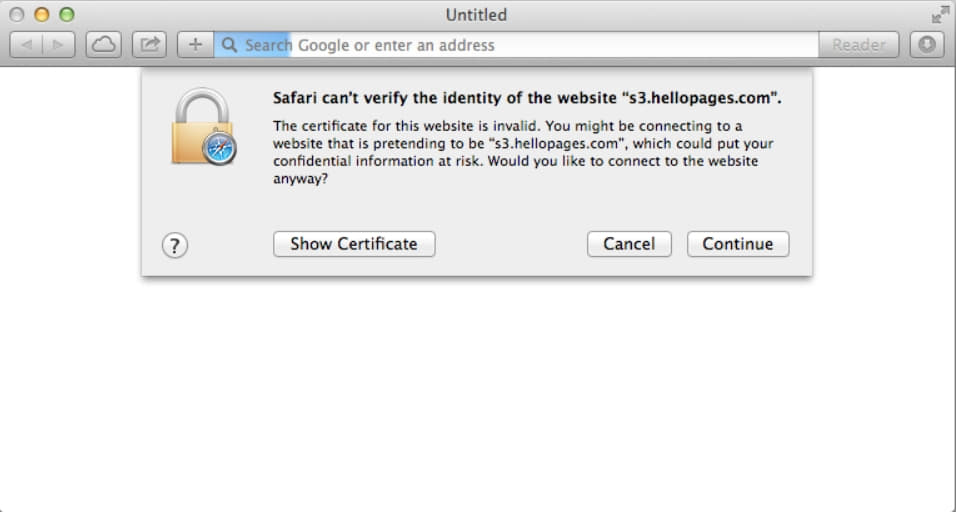 Untitled
Search Google or enter an address
Reader
Safari can't verify the identity of the website “s3.hellopages.com”.
The certificate for this website is invalid. You might be connecting to a
website that is pretending to be “s3.hellopages.com”, which could put your
confidential information at risk. Would you like to connect to the website
anyway?
?
Show Certificate
Cancel
Continue